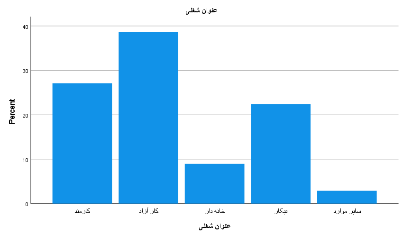 عنوان شغلی
40
30
20
10
0
Percent
کارمند
کار آزاد
خانه دار
بیکار
سایر موارد
عنوان شغلی